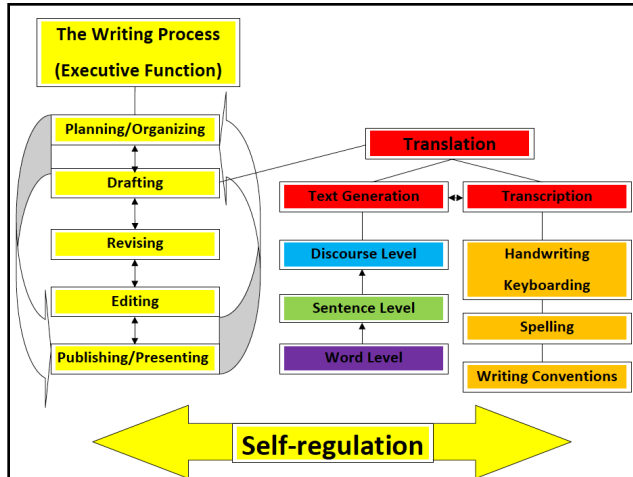 The Writing Process
(Executive Function)
Planning/Organizing
Drafting
Revising
Editing
Publishing/Presenting
Translation
Text Generation
Transcription
Discourse Level
Handwriting
Keyboarding
Sentence Level
Spelling
Word Level
Writing Conventions
Self-regulation